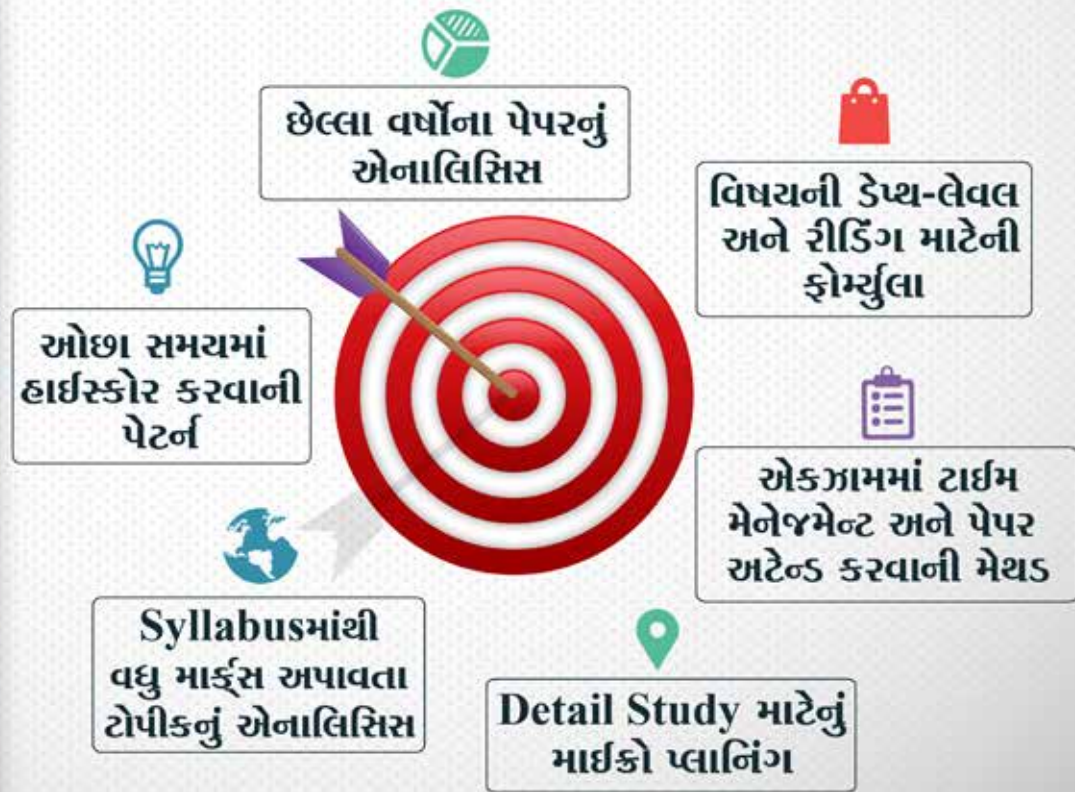 છેલ્લા વર્ષોના પેપરનું
એનાલિસિસ
વિષયની ડેપ્થ-લેવલ
અને રીડિંગ માટેની
ફોર્મ્યુલા
ઓછા સમયમાં
હાઈસ્કોર કરવાની
પેટર્ન
એકઝામમાં ટાઈમ
મેનેજમેન્ટ અને પેપર
અટેન્ડ કરવાની મેથડ
Syllabusમાંથી
વધુ માર્ક્સ અપાવતા
ટોપીકનું એનાલિસિસ
Detail Study માટેનું
માઈક્રો પ્લાનિંગ